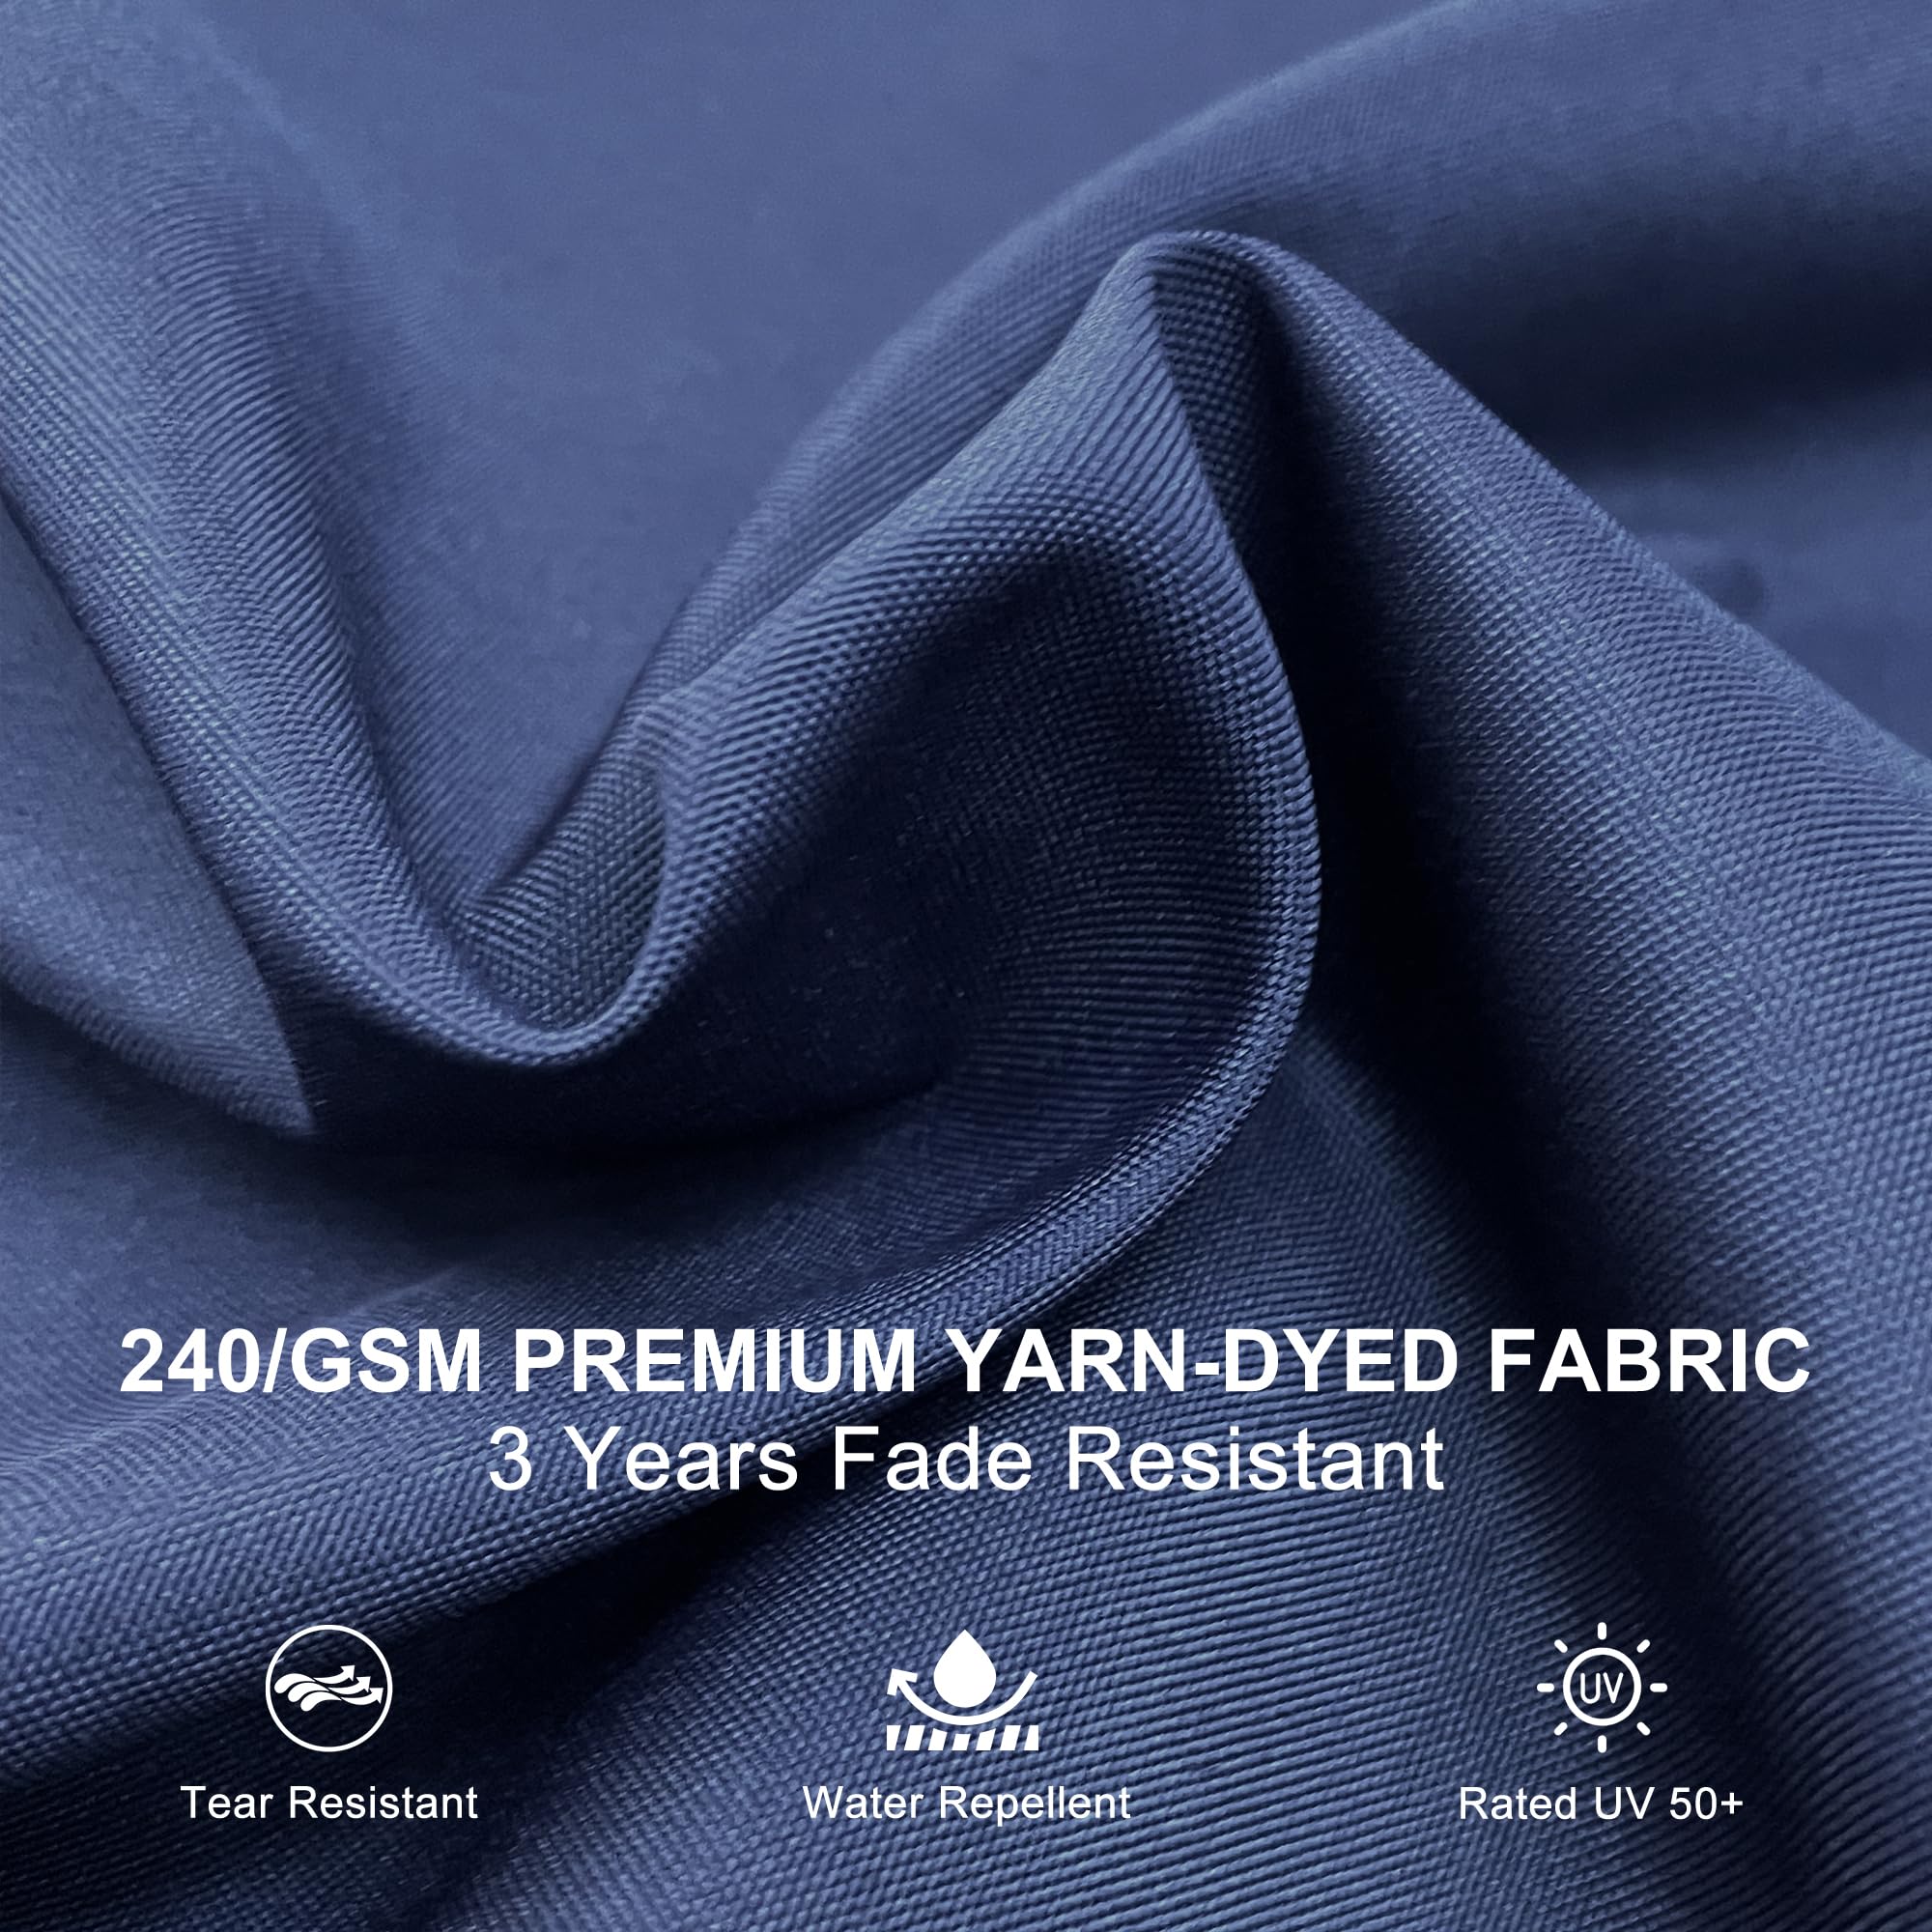 240/GSM PREMIUM YARN-DYED FABRIC
3 Years Fade Resistant
UV
Tear Resistant
Water Repellent
Rated UV 50+